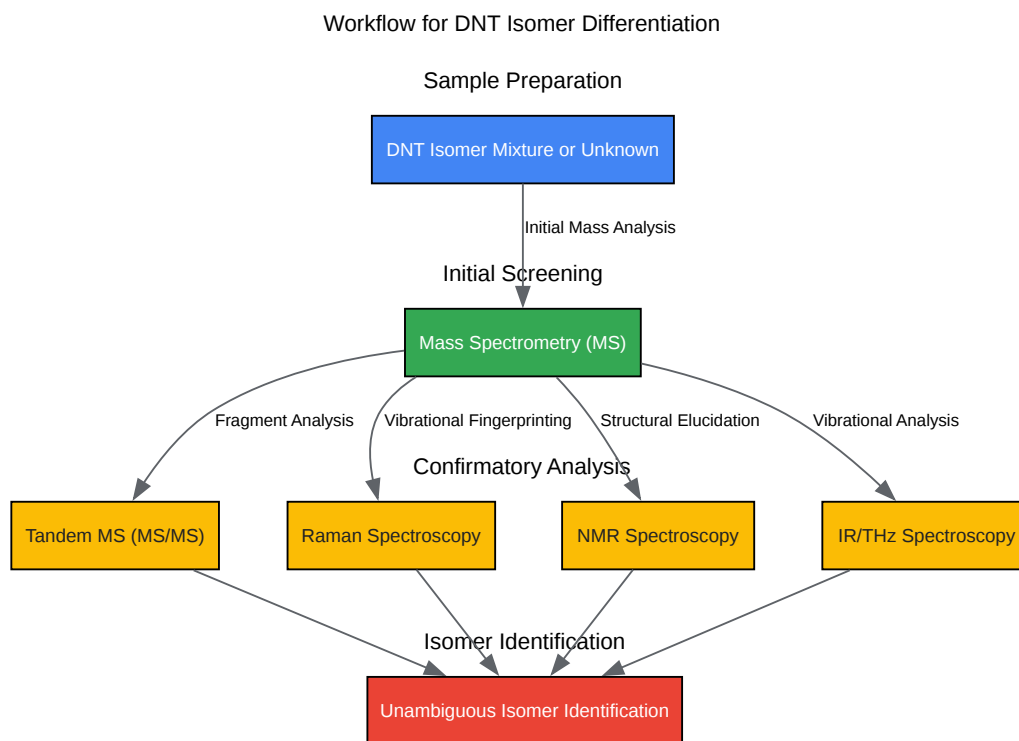 Workflow for DNT Isomer Differentiation
Sample Preparation
DNT Isomer Mixture or Unknown
Initial Mass Analysis
Initial Screening
Mass Spectrometry (MS)
Fragment Analysis
Vibrational Fingerprinting
Structural Elucidation
Vibrational Analysis
Confirmatory Analysis
Tandem MS (MS/MS)
Raman Spectroscopy
NMR Spectroscopy
IR/THz Spectroscopy
Isomer Identification
Unambiguous Isomer Identification